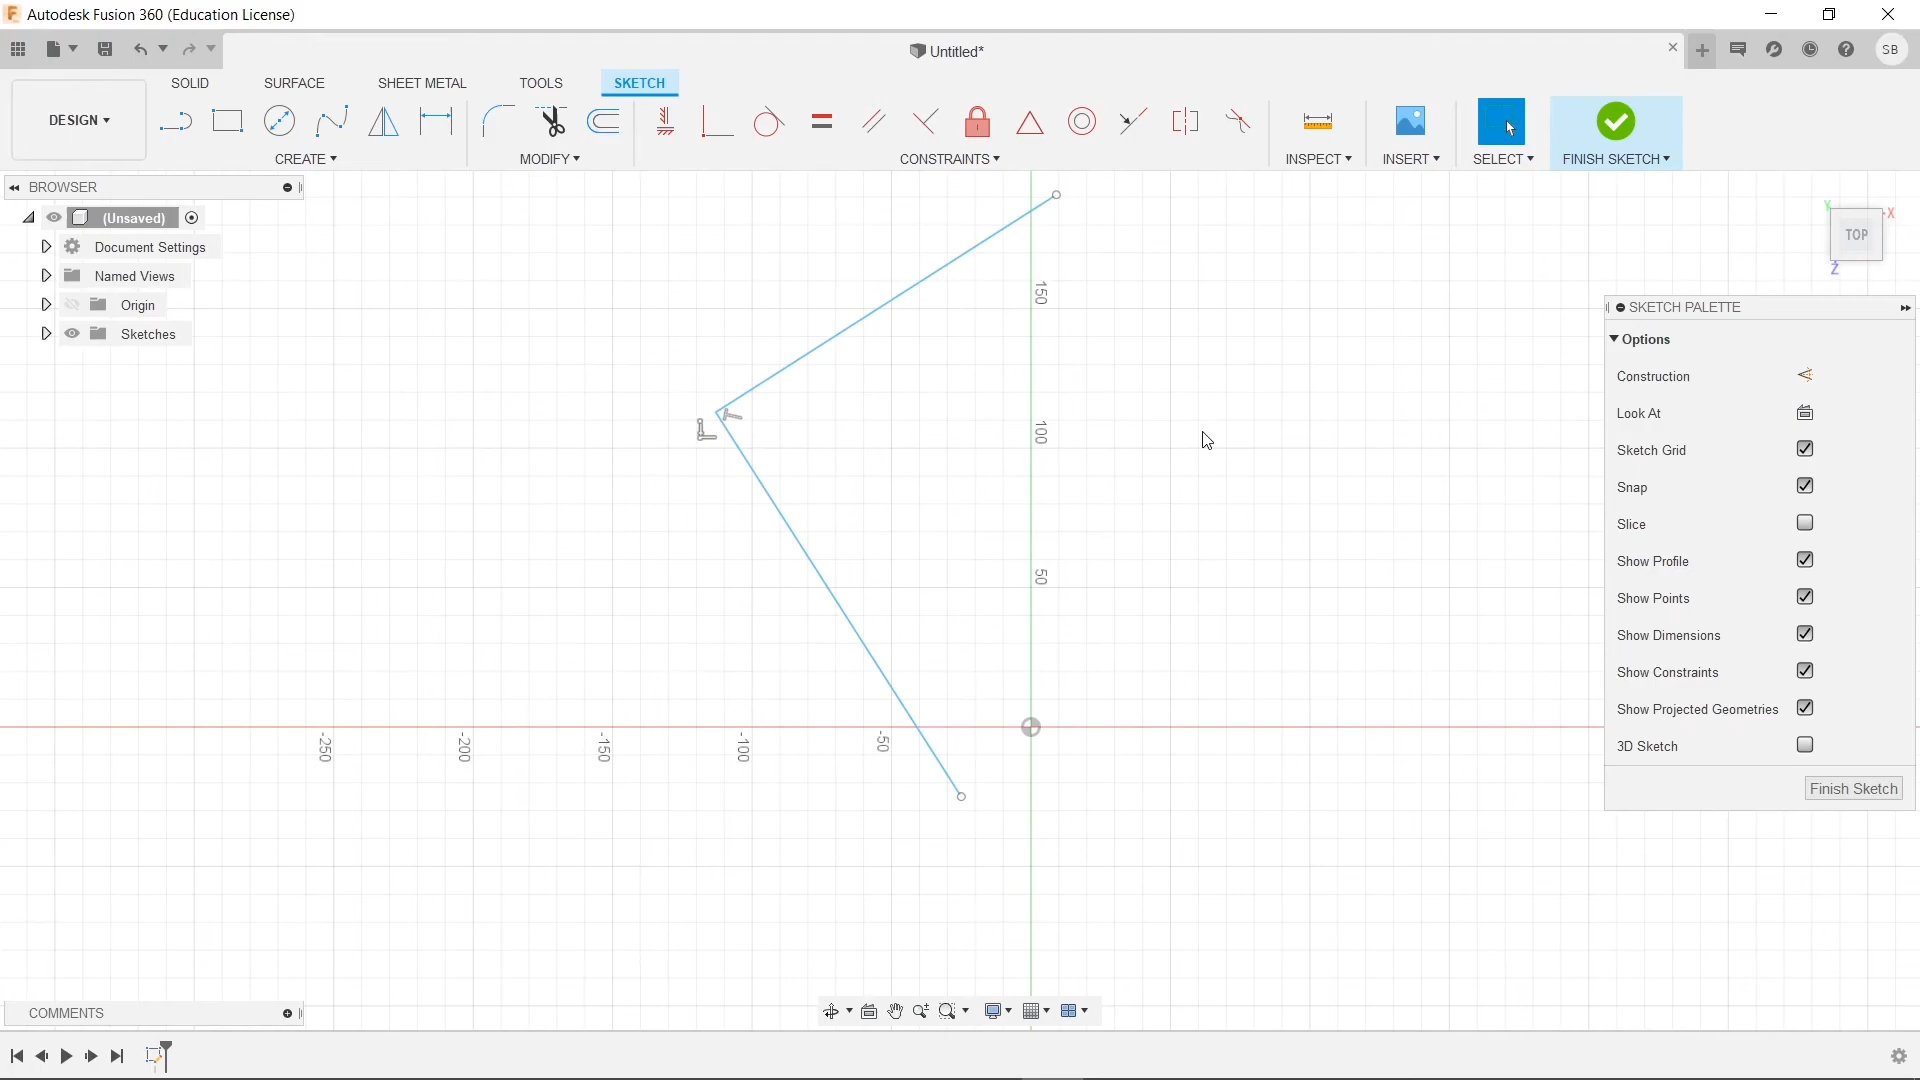 Autodesk Fusion 360 (Education License)
Untitled*
SB
DESIGN
SOLID
SURFACE
SHEET METAL
TOOLS
SKETCH
CREATE
MODIFY
CONSTRAINTS
INSPECT
INSERT
SELECT
FINISH SKETCH
BROWSER
(Unsaved)
Document Settings
Named Views
Origin
Sketches
150
100
50
-250
-200
-150
-100
-50
Y
X
TOP
Z
SKETCH PALETTE
Options
Construction
Look At
Sketch Grid
Snap
Slice
Show Profile
Show Points
Show Dimensions
Show Constraints
Show Projected Geometries
3D Sketch
Finish Sketch
COMMENTS